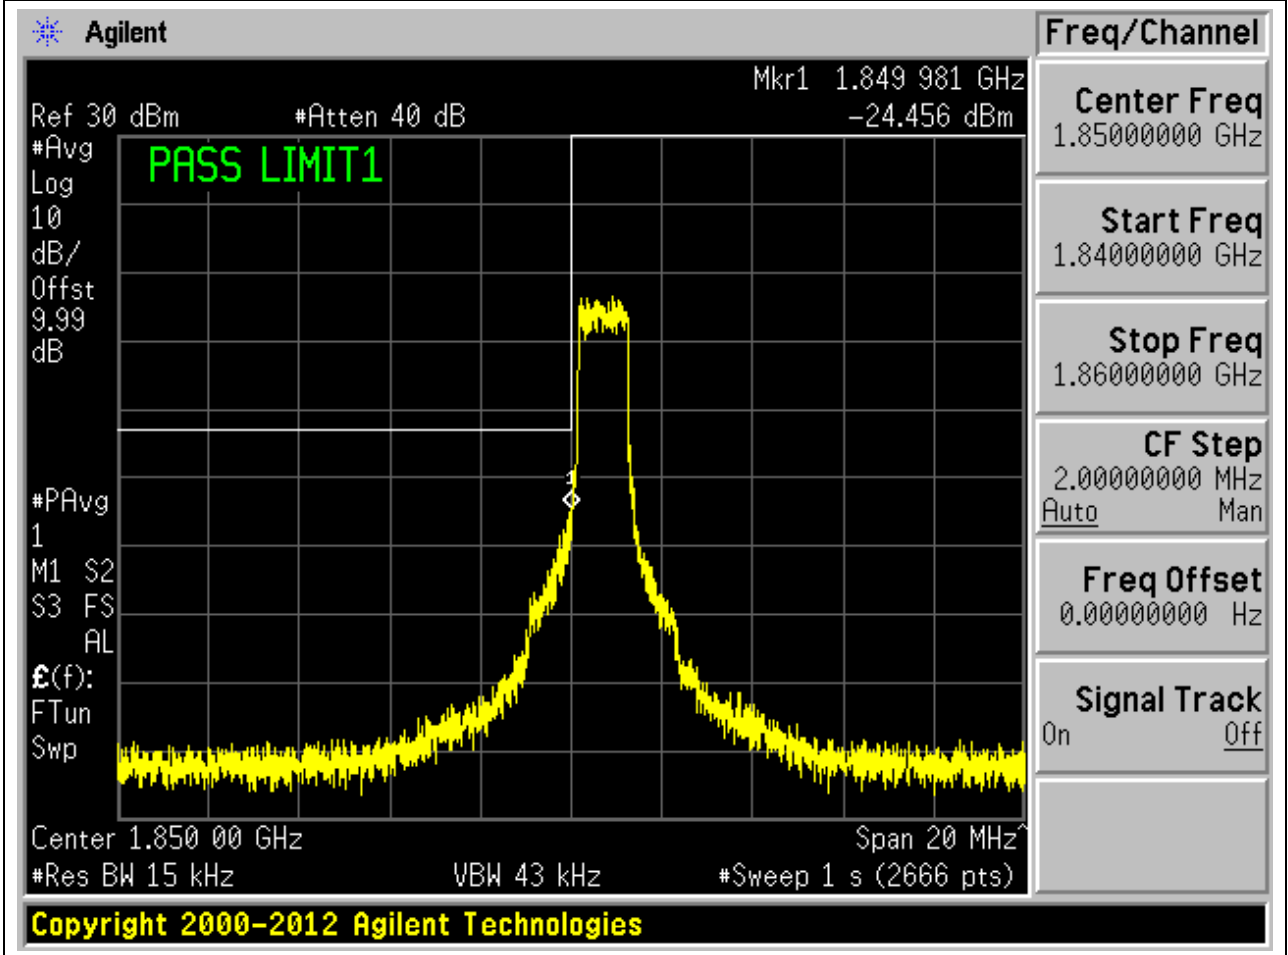 Agilent
Freq/Channel
Mkr1 1.849 981 GHz
Ref 30 dBm #Atten 40 dB -24.456 dBm
#Avg
Log
10
dB/
Offst
9.99
dB
PASS LIMIT1
1
#PAvg
1
M1 S2
S3 FS
AL
£(f):
FTun
Swp
Center 1.850 00 GHz Span 20 MHz^
#Res BW 15 kHz VBW 43 kHz #Sweep 1 s (2666 pts)
Center Freq
1.85000000 GHz
Start Freq
1.84000000 GHz
Stop Freq
1.86000000 GHz
CF Step
2.00000000 MHz
Auto Man
Freq Offset
0.00000000 Hz
Signal Track
On Off
Copyright 2000-2012 Agilent Technologies